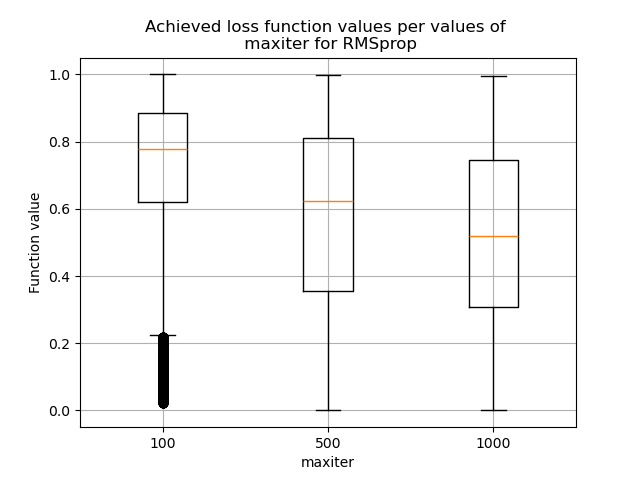 Achieved loss function values per values of
maxiter for RMSprop
1.0
0.8
0.6
0.4
0.2
0.0
Function value
100 500 1000
maxiter